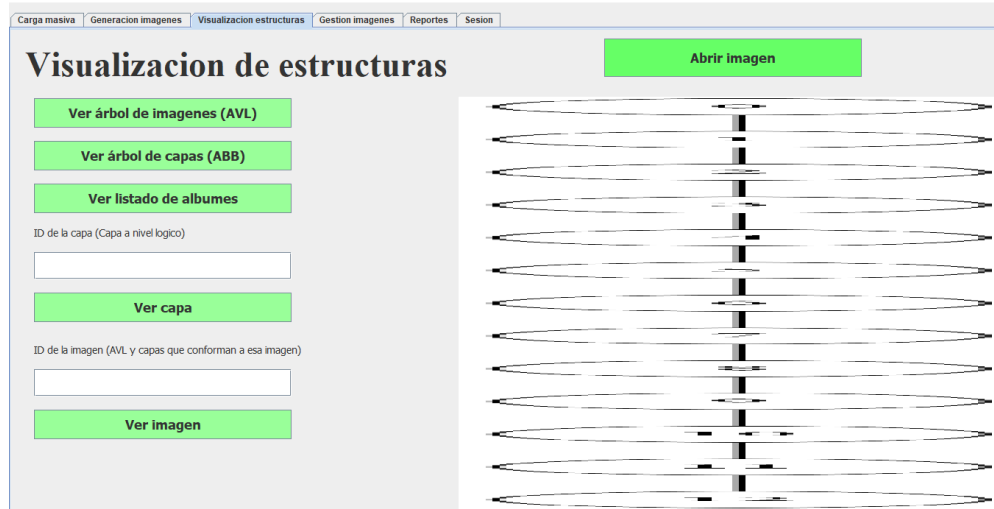 Carga masiva Generacion imagenes Visualizacion estructuras Gestion imagenes Reportes Sesion
Visualizacion de estructuras
Abrir imagen
Ver árbol de imagenes (AVL)
Ver árbol de capas (ABB)
Ver listado de albumes
ID de la capa (Capa a nivel logico)
Ver capa
ID de la imagen (AVL y capas que conforman a esa imagen)
Ver imagen